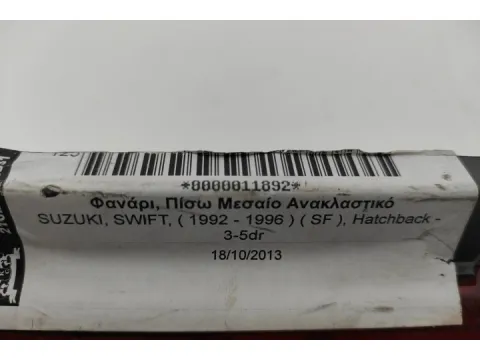 *0000011892*
Φανάρι, Πίσω Μεσαίο Ανακλαστικό
SUZUKI, SWIFT, ( 1992 - 1996 ) ( SF ), Hatchback -
3-5dr
18/10/2013